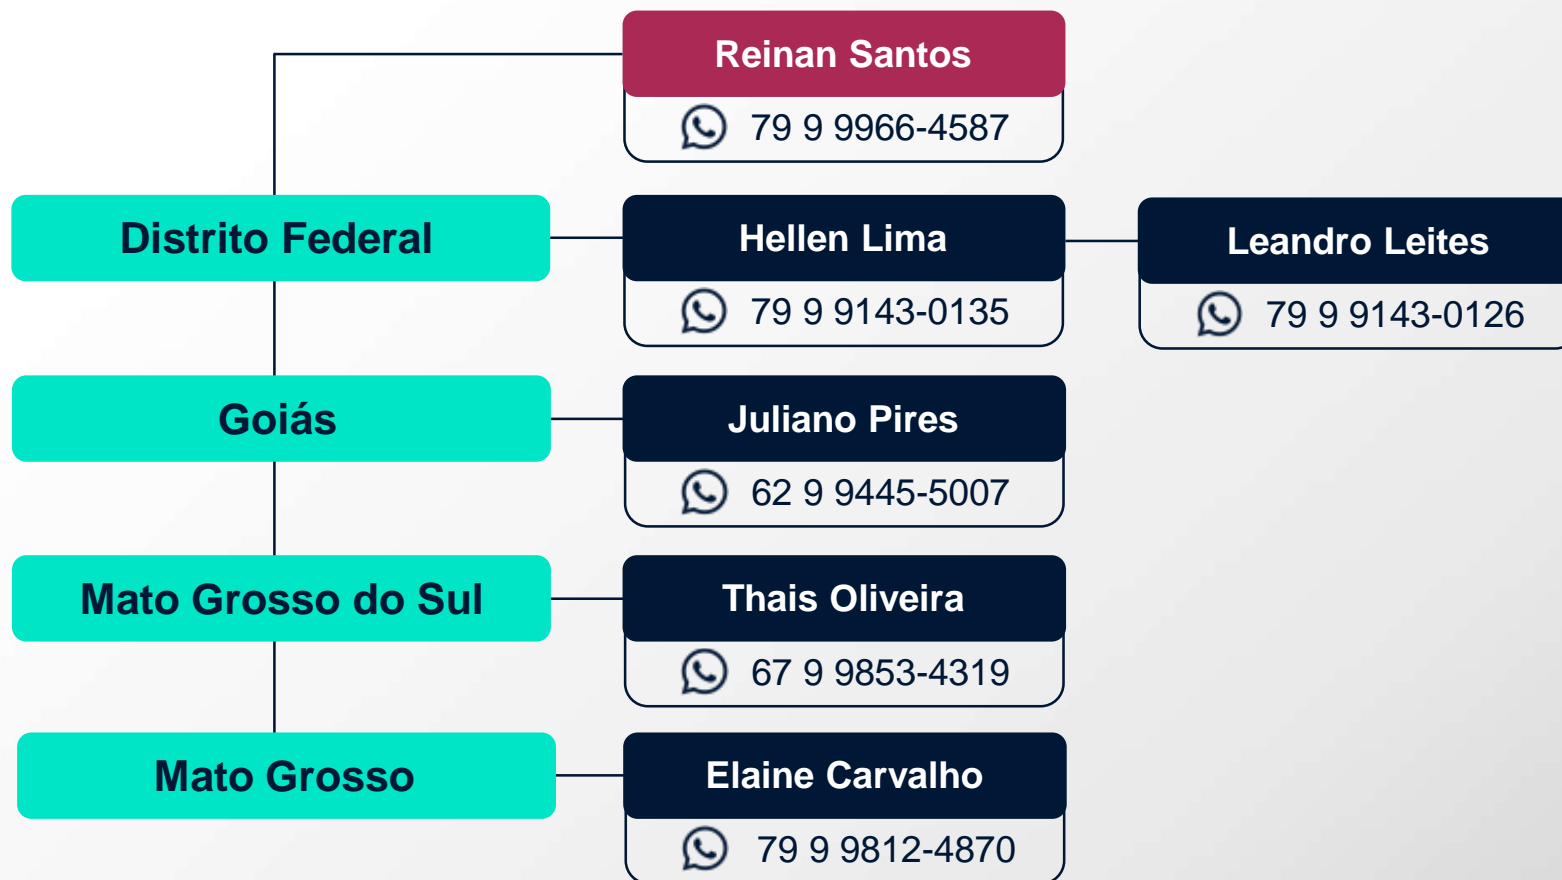 Reinan Santos
79 9 9966-4587
Distrito Federal
Hellen Lima
79 9 9143-0135
Leandro Leites
79 9 9143-0126
Goiás
Juliano Pires
62 9 9445-5007
Mato Grosso do Sul
Thais Oliveira
67 9 9853-4319
Mato Grosso
Elaine Carvalho
79 9 9812-4870